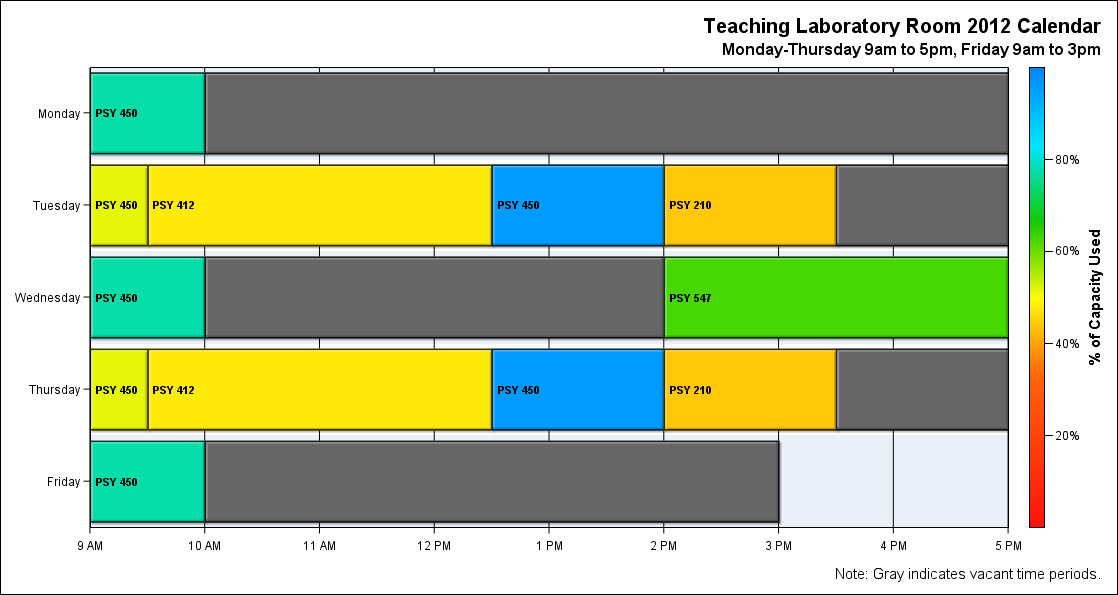 Teaching Laboratory Room 2012 Calendar
Monday-Thursday 9am to 5pm, Friday 9am to 3pm
Monday PSY 450
Tuesday PSY 450 PSY 412 PSY 450 PSY 210
Wednesday PSY 450 PSY 547
Thursday PSY 450 PSY 412 PSY 450 PSY 210
Friday PSY 450
9 AM 10 AM 11 AM 12 PM 1 PM 2 PM 3 PM 4 PM 5 PM
80%
60%
40%
20%
% of Capacity Used
Note: Gray indicates vacant time periods.